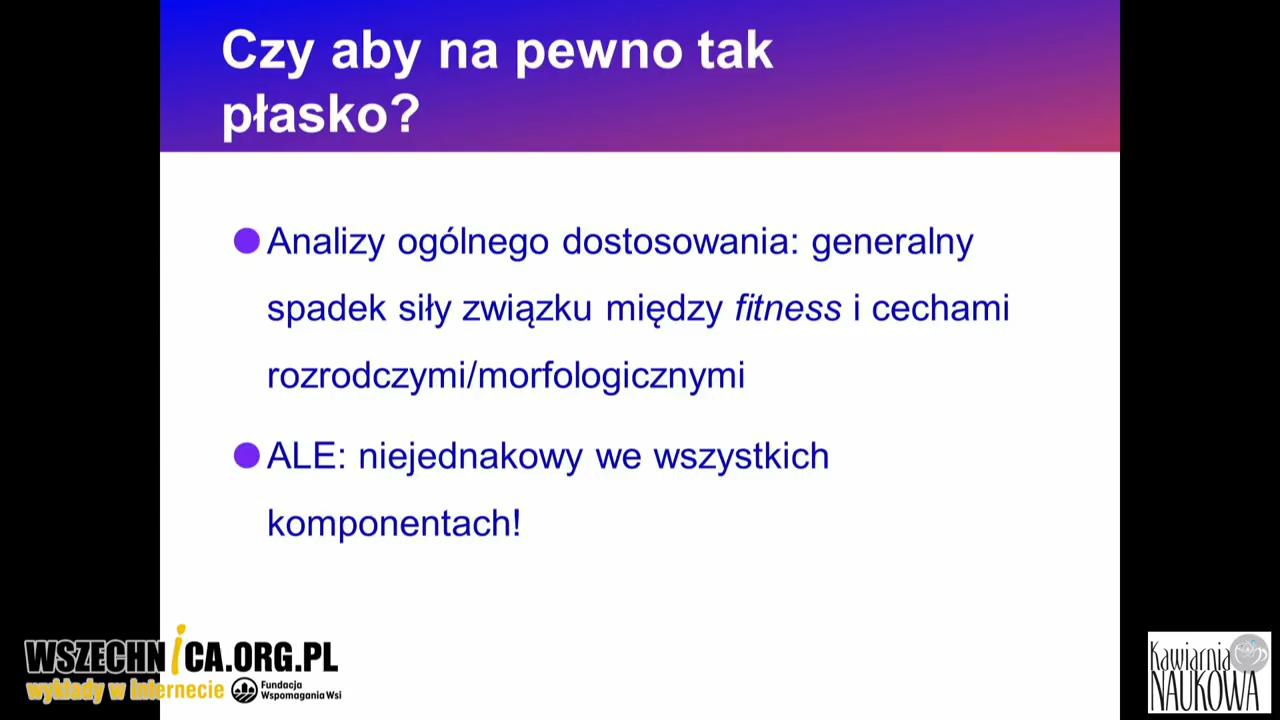 Czy aby na pewno tak
płasko?
Analizy ogólnego dostosowania: generalny
spadek siły związku między fitness i cechami
rozrodczymi/morfologicznymi
ALE: niejednakowy we wszystkich
komponentach!
WSZECHNICA.ORG.PL
wykłady w internecie
Fundacja
Wspomagania Wsi
Kawiarnia
NAUKOWA